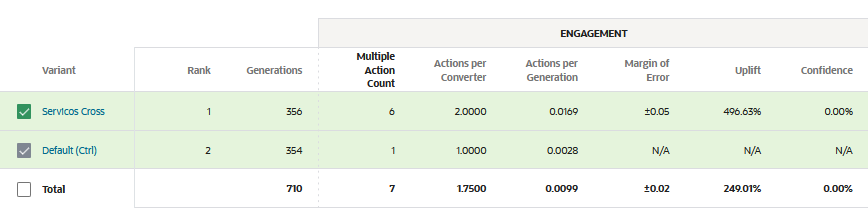 ENGAGEMENT
Variant Rank Generations Multiple Action Count Actions per Converter Actions per Generation Margin of Error Uplift Confidence
Servicos Cross 1 356 6 2.0000 0.0169 ±0.05 496.63% 0.00%
Default (Ctrl) 2 354 1 1.0000 0.0028 N/A N/A N/A
Total 710 7 1.7500 0.0099 ±0.02 249.01% 0.00%